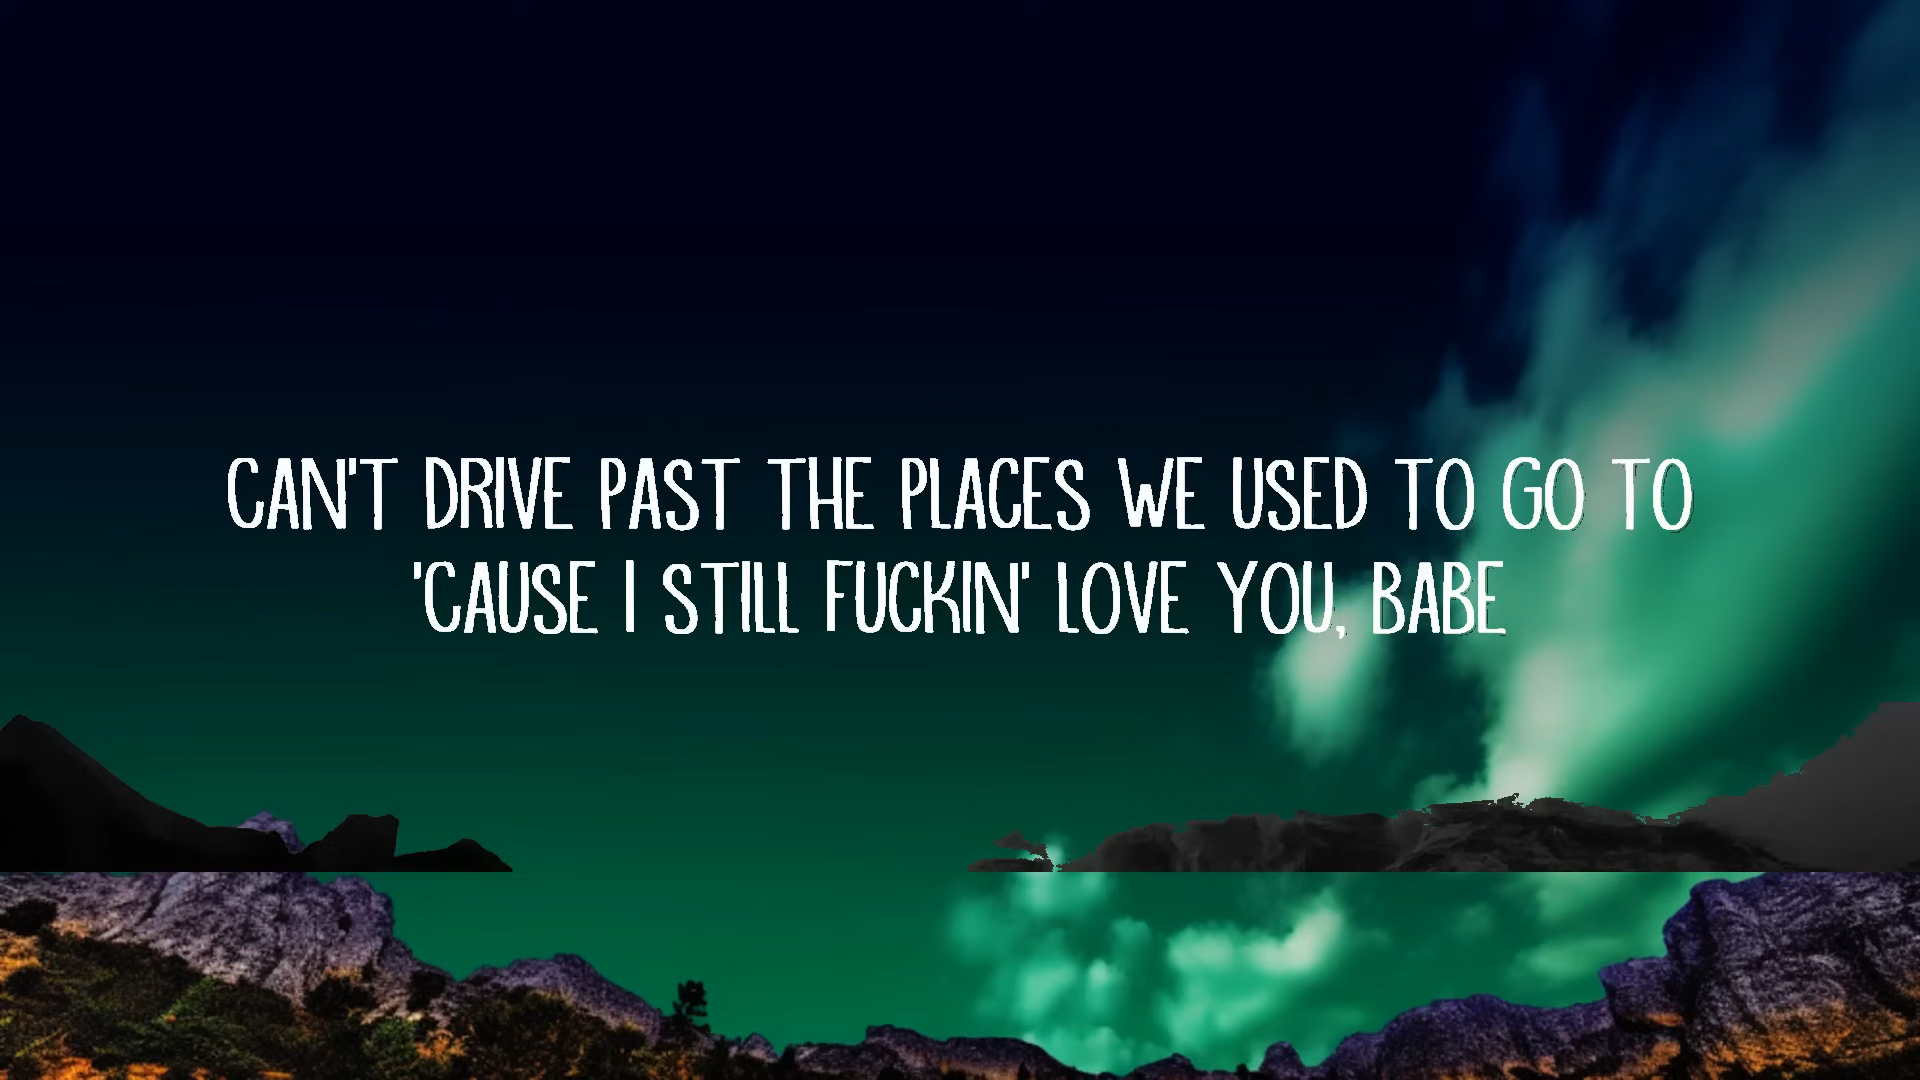 CAN'T DRIVE PAST THE PLACES WE USED TO GO TO
'CAUSE I STILL FUCKIN' LOVE YOU, BABE